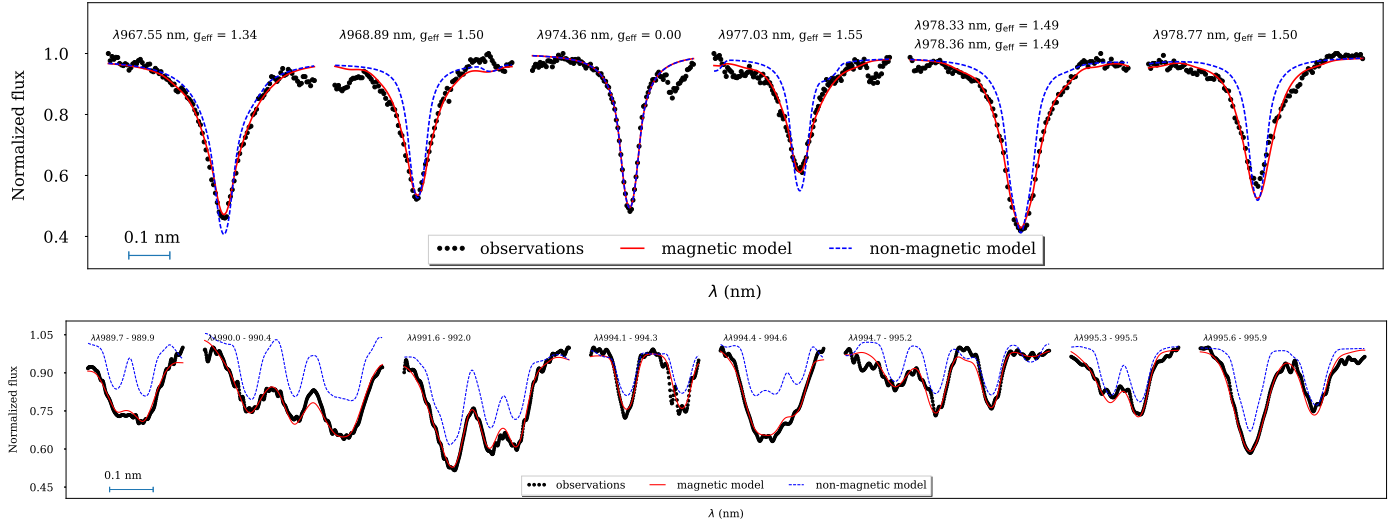 λ978.33 nm, g_eff = 1.49
λ967.55 nm, g_eff = 1.34
λ968.89 nm, g_eff = 1.50
λ974.36 nm, g_eff = 0.00
λ977.03 nm, g_eff = 1.55
λ978.36 nm, g_eff = 1.49
λ978.77 nm, g_eff = 1.50
1.0
0.8
0.6
0.4
Normalized flux
0.1 nm
observations
magnetic model
non-magnetic model
λ (nm)
λλ989.7 - 989.9
λλ990.0 - 990.4
λλ991.6 - 992.0
λλ994.1 - 994.3
λλ994.4 - 994.6
λλ994.7 - 995.2
λλ995.3 - 995.5
λλ995.6 - 995.9
1.05
0.90
0.75
0.60
0.45
Normalized flux
0.1 nm
observations
magnetic model
non-magnetic model
λ (nm)